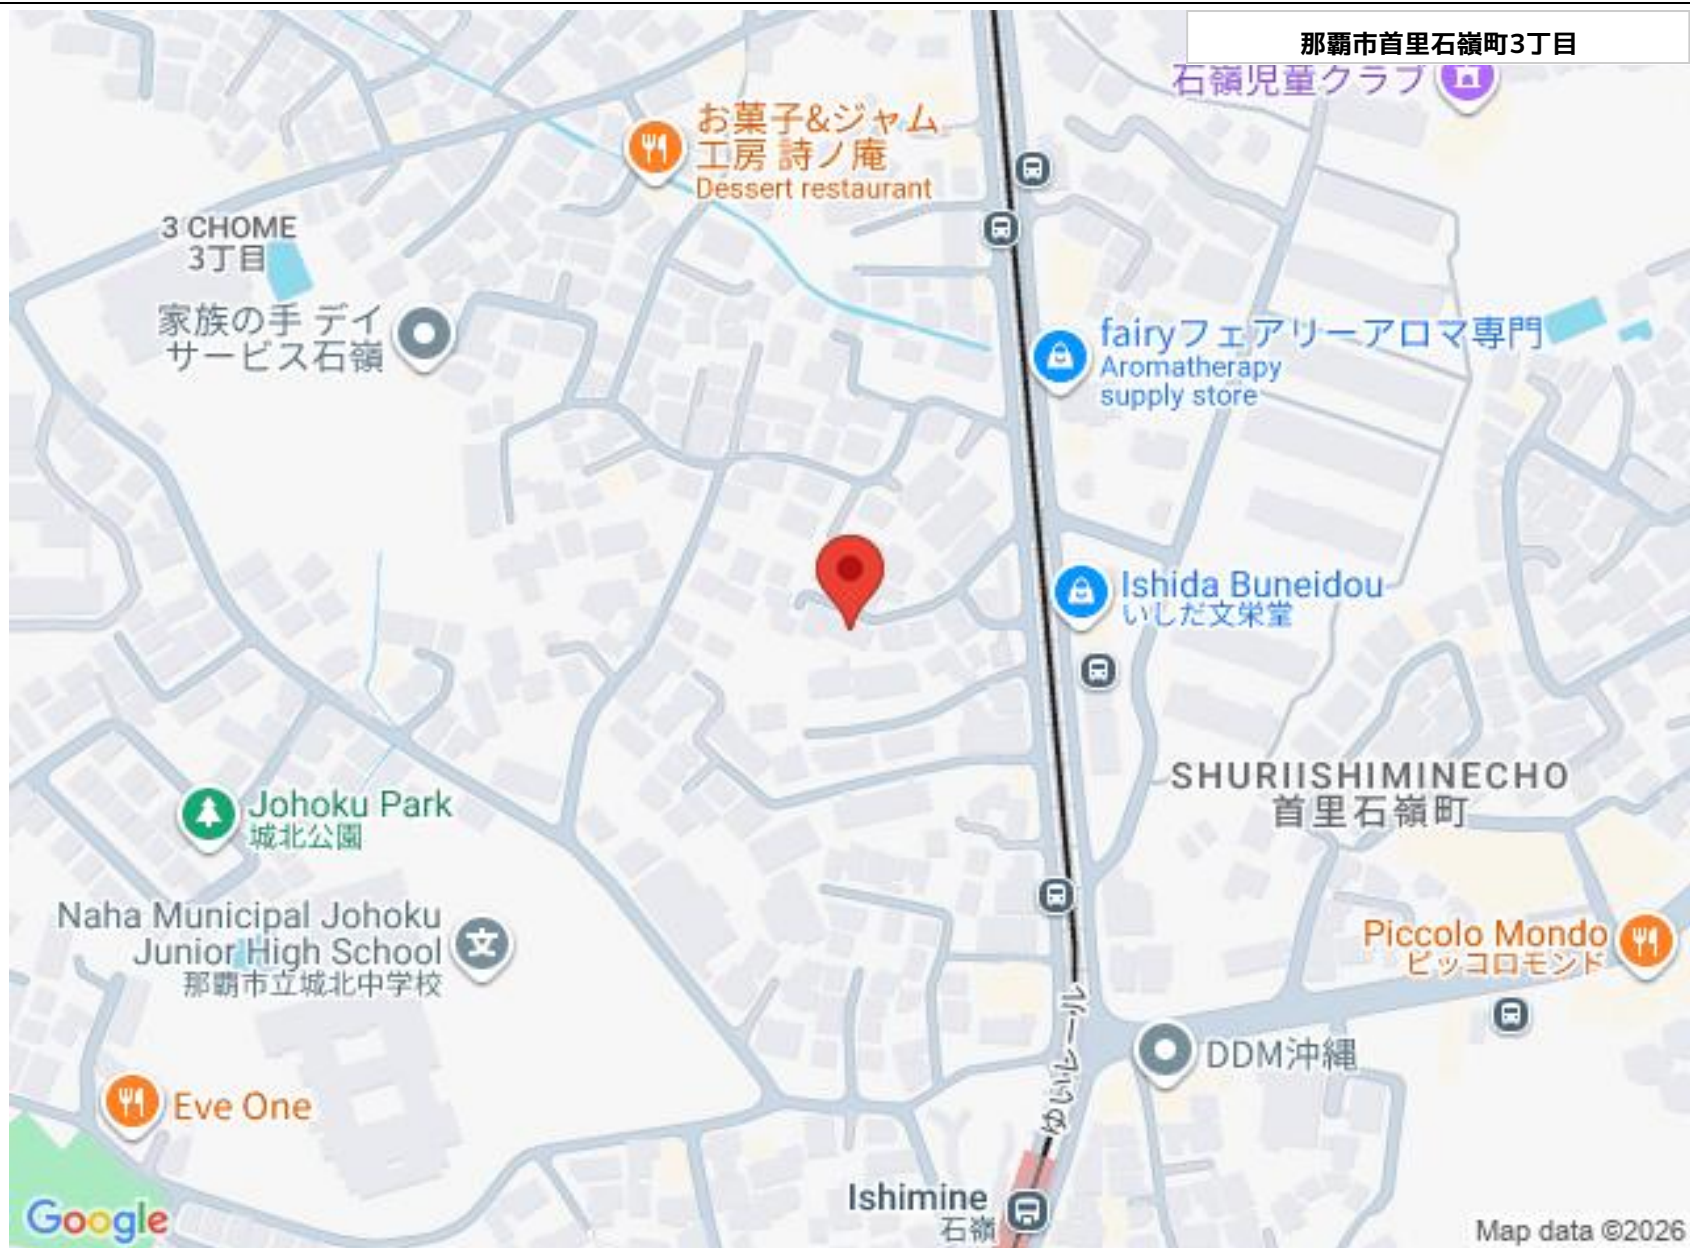 那覇市首里石嶺町3丁目
石嶺児童クラブ
お菓子&ジャム
工房 詩ノ庵
Dessert restaurant
3 CHOME
3丁目
家族の手 デイ
サービス石嶺
fairyフェアリーアロマ専門
Aromatherapy
supply store
Ishida Buneidou
いしだ文栄堂
SHURIISHIMINECHO
首里石嶺町
Johoku Park
城北公園
Naha Municipal Johoku
Junior High School
那覇市立城北中学校
文
Piccolo Mondo
ピッコロモンド
ゆいレール
DDM沖縄
Eve One
Ishimine
石嶺
Google
Map data ©2026